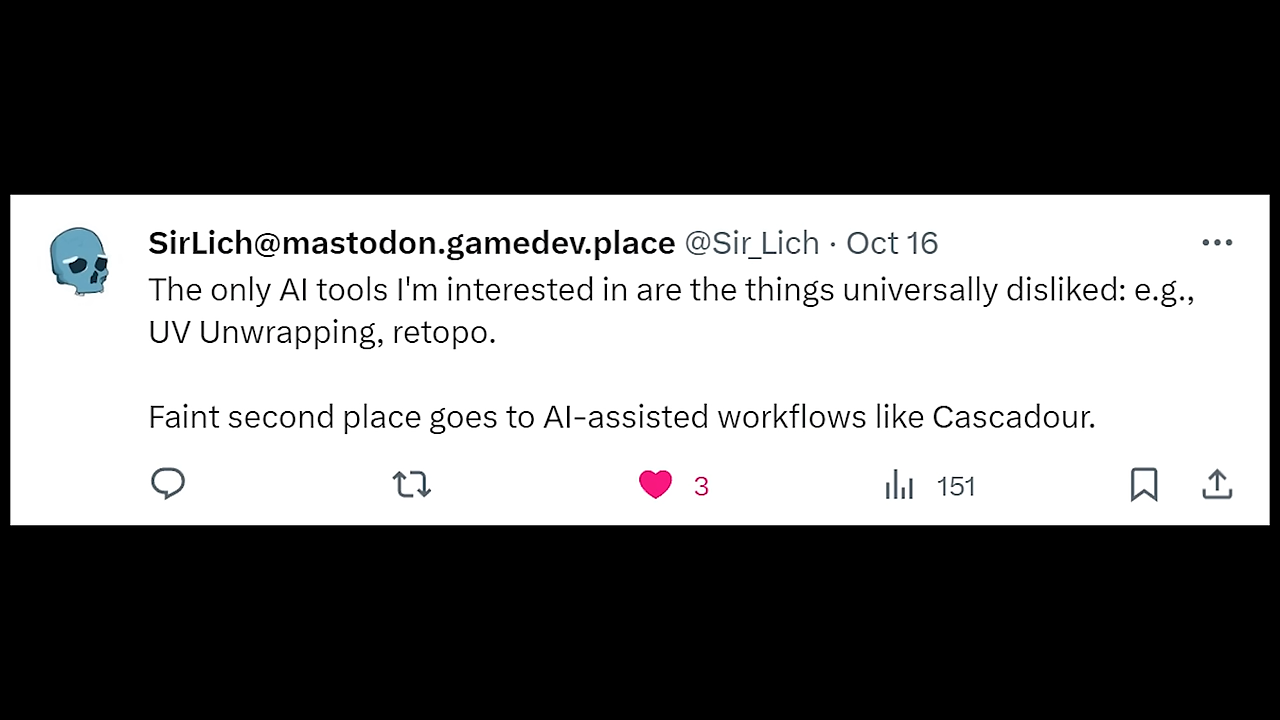 SirLich@mastodon.gamedev.place @Sir_Lich · Oct 16
The only AI tools I'm interested in are the things universally disliked: e.g.,
UV Unwrapping, retopo.
Faint second place goes to AI-assisted workflows like Cascadour.
3 151